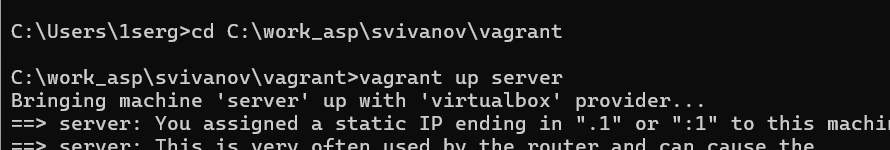 C:\Users\1serg>cd C:\work_asp\svivanov\vagrant
C:\work_asp\svivanov\vagrant>vagrant up server
Bringing machine 'server' up with 'virtualbox' provider...
==> server: You assigned a static IP ending in ".1" or ":1" to this machin
==> server: This is very often used by the router and can cause the